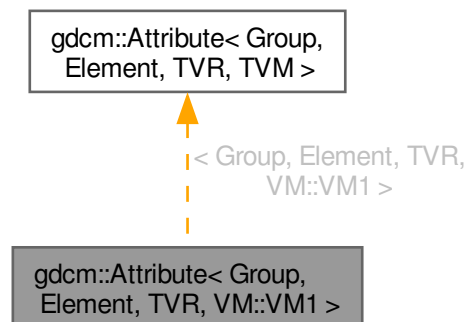 gdcm::Attribute< Group,
Element, TVR, TVM >
< Group, Element, TVR,
VM::VM1 >
gdcm::Attribute< Group,
Element, TVR, VM::VM1 >